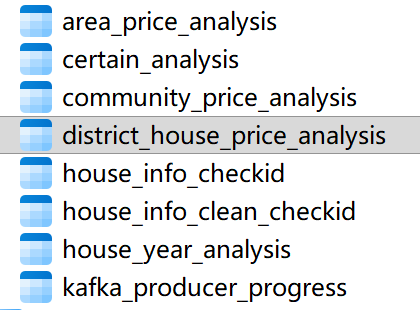 area_price_analysis
certain_analysis
community_price_analysis
district_house_price_analysis
house_info_checkid
house_info_clean_checkid
house_year_analysis
kafka_producer_progress